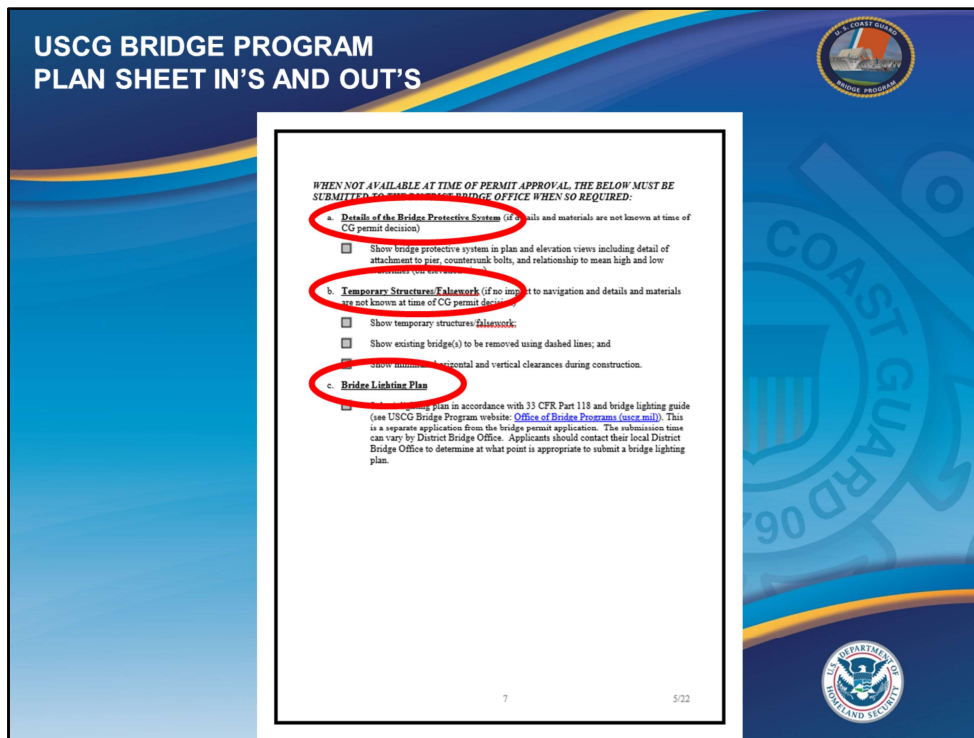 USCG BRIDGE PROGRAM
PLAN SHEET IN'S AND OUT'S
U. S. COAST GUARD
BRIDGE PROGRAM
WHEN NOT AVAILABLE AT TIME OF PERMIT APPROVAL, THE BELOW MUST BE
SUBMITTED TO THE DISTRICT BRIDGE OFFICE WHEN SO REQUIRED:
a. Details of the Bridge Protective System (if details and materials are not known at time of
CG permit decision)
Show bridge protective system in plan and elevation views including detail of
attachment to pier, countersunk bolts, and relationship to mean high and low
b. Temporary Structures/Falsework (if no impact to navigation and details and materials
are not known at time of CG permit decision)
Show temporary structures/falsework;
Show existing bridge(s) to be removed using dashed lines; and
Show minimum horizontal and vertical clearances during construction.
c. Bridge Lighting Plan
plan in accordance with 33 CFR Part 118 and bridge lighting guide
(see USCG Bridge Program website: Office of Bridge Programs (uscg.mil)). This
is a separate application from the bridge permit application. The submission time
can vary by District Bridge Office. Applicants should contact their local District
Bridge Office to determine at what point is appropriate to submit a bridge lighting
plan.
7 5/22
COAST GUARD
790
U.S. DEPARTMENT OF
HOMELAND SECURITY